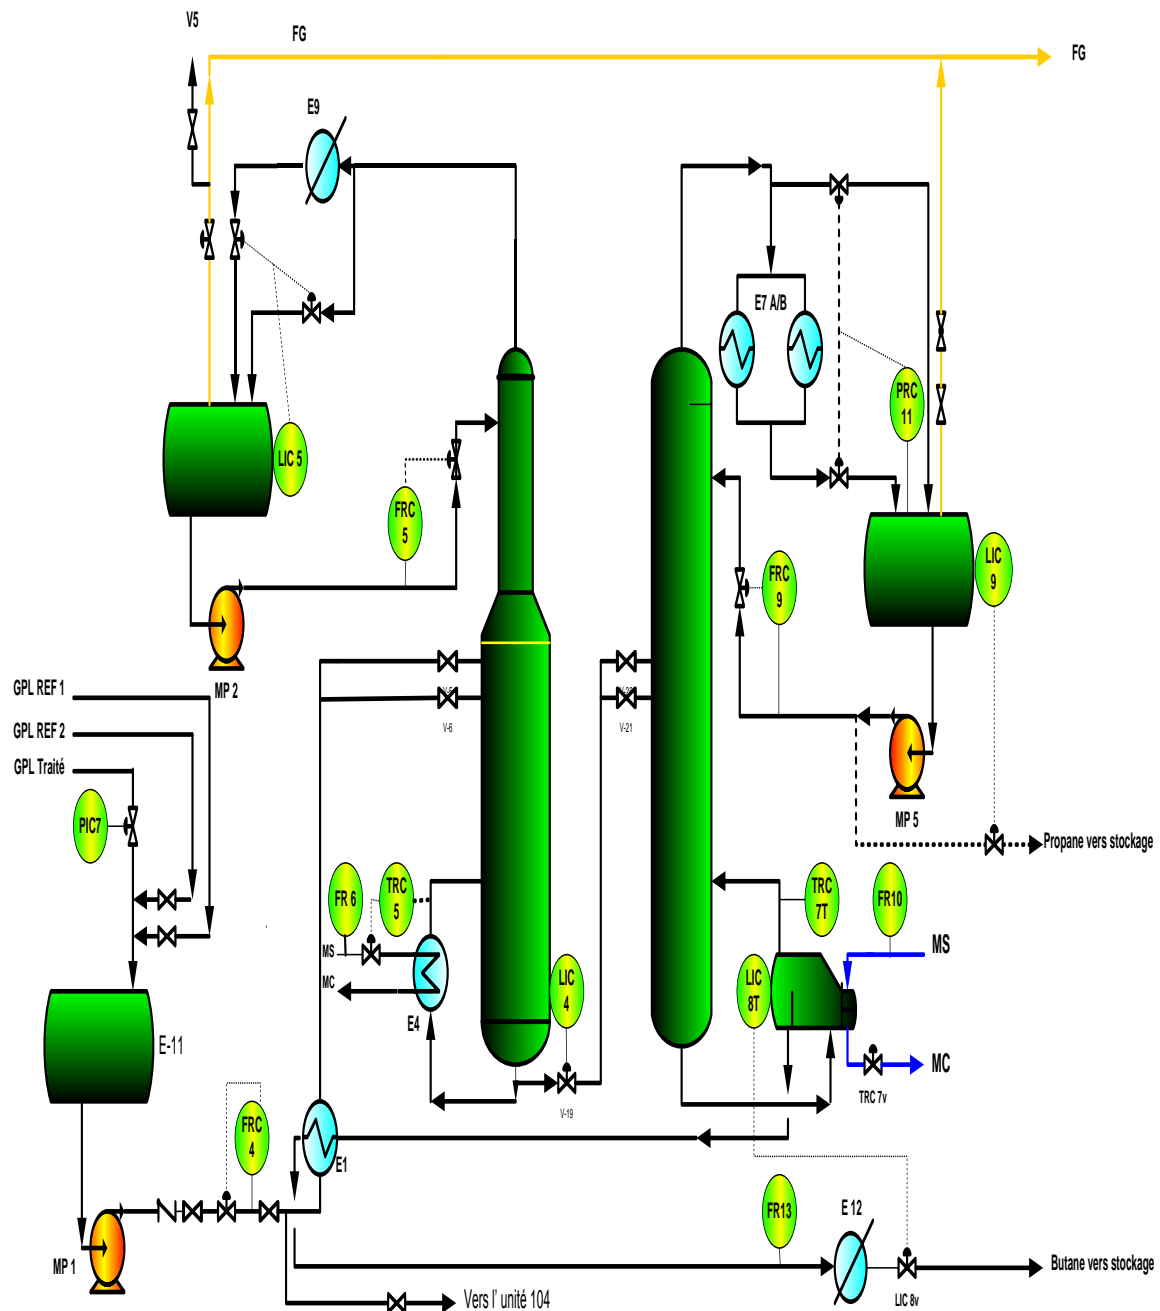 V5
FG
FG
E9
E7 A/B
PRC
11
LIC 5
FRC
5
LIC
9
FRC
9
MP 2
GPL REF 1
GPL REF 2
GPL Traité
V-6
V-21
PIC7
MP 5
Propane vers stockage
FR 6
TRC
5
TRC
7T
FR10
MS
MC
MS
LIC
4
LIC
8T
E4
E-11
MC
TRC 7v
V-19
FRC
4
E1
FR13
E 12
MP 1
Butane vers stockage
LIC 8v
Vers l' unité 104